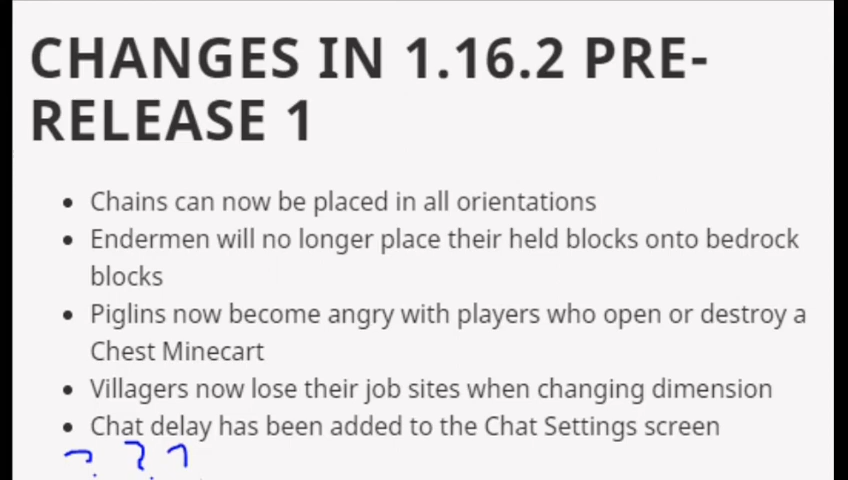 CHANGES IN 1.16.2 PRE-
RELEASE 1
• Chains can now be placed in all orientations
• Endermen will no longer place their held blocks onto bedrock
blocks
• Piglins now become angry with players who open or destroy a
Chest Minecart
• Villagers now lose their job sites when changing dimension
• Chat delay has been added to the Chat Settings screen
? ? ?